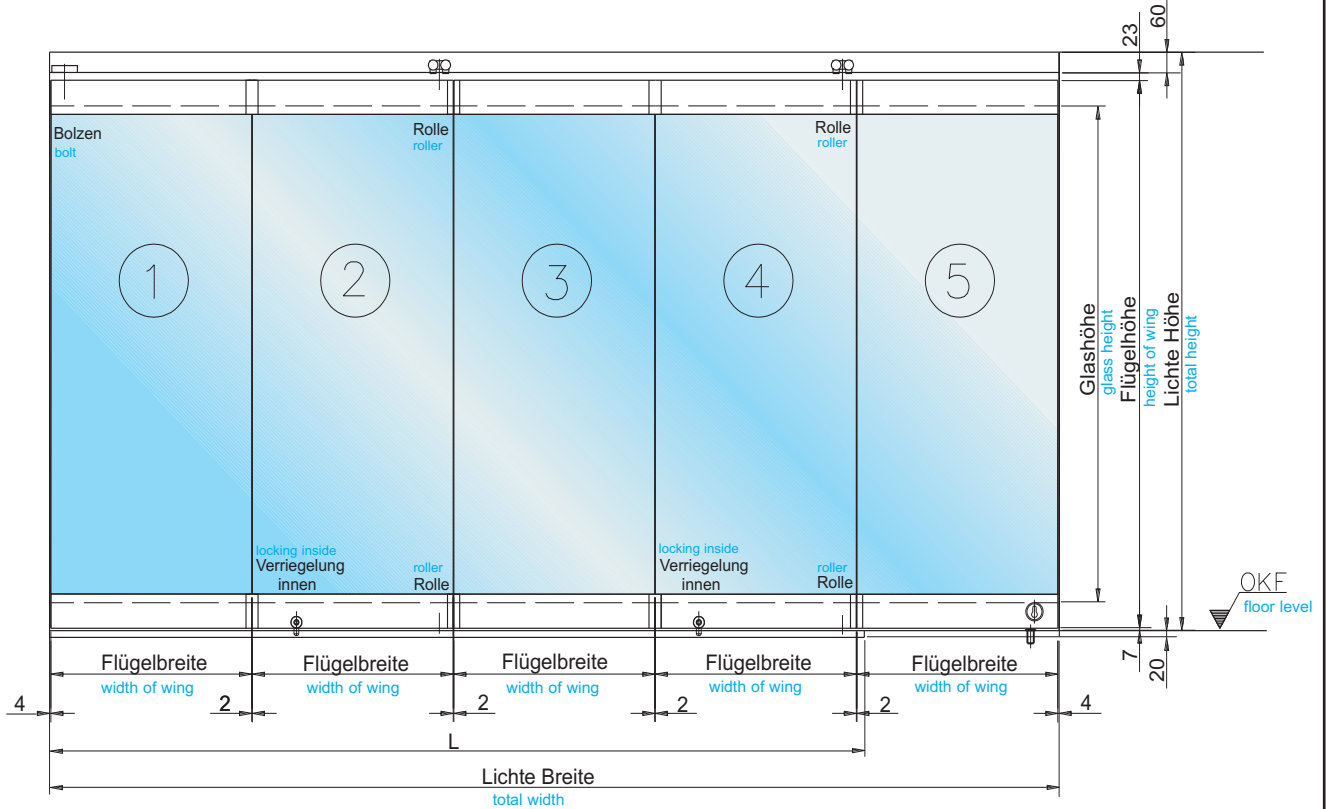 60
23
Bolzen
bolt
Rolle
roller
Rolle
roller
1
2
3
4
5
Glashöhe
glass height
Flügelhöhe
height of wing
Lichte Höhe
total height
locking inside
Verriegelung
innen
roller
Rolle
locking inside
Verriegelung
innen
roller
Rolle
OKF
floor level
7
20
Flügelbreite
width of wing
Flügelbreite
width of wing
Flügelbreite
width of wing
Flügelbreite
width of wing
Flügelbreite
width of wing
4
2
2
2
2
4
L
Lichte Breite
total width